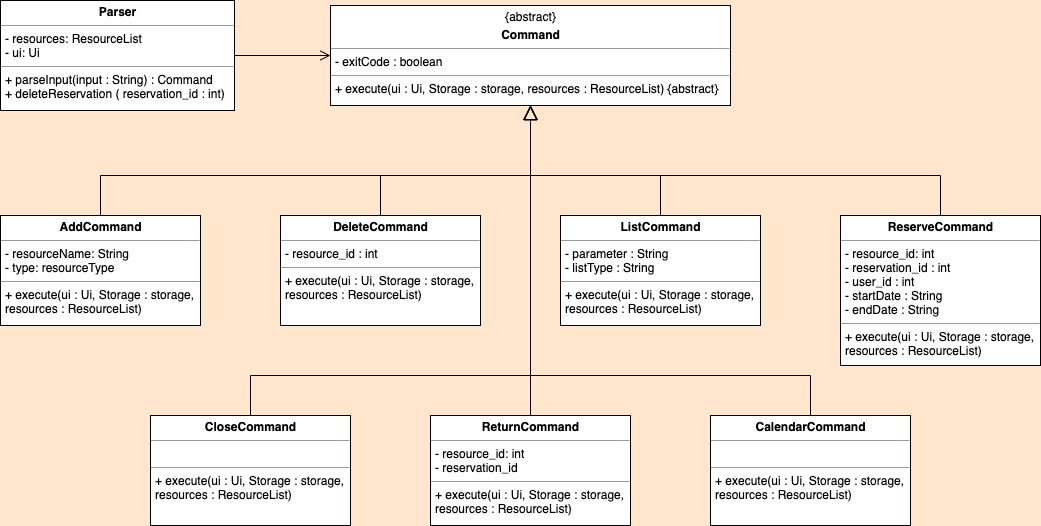 Parser
- resources: ResourceList
- ui: Ui
+ parseInput(input : String) : Command
+ deleteReservation ( reservation_id : int)
{abstract}
Command
- exitCode : boolean
+ execute(ui : Ui, Storage : storage, resources : ResourceList) {abstract}
AddCommand
- resourceName: String
- type: resourceType
+ execute(ui : Ui, Storage : storage,
resources : ResourceList)
DeleteCommand
- resource_id : int
+ execute(ui : Ui, Storage : storage,
resources : ResourceList)
ListCommand
- parameter : String
- listType : String
+ execute(ui : Ui, Storage : storage,
resources : ResourceList)
ReserveCommand
- resource_id: int
- reservation_id : int
- user_id : int
- startDate : String
- endDate : String
+ execute(ui : Ui, Storage : storage,
resources : ResourceList)
CloseCommand
+ execute(ui : Ui, Storage : storage,
resources : ResourceList)
ReturnCommand
- resource_id: int
- reservation_id
+ execute(ui : Ui, Storage : storage,
resources : ResourceList)
CalendarCommand
+ execute(ui : Ui, Storage : storage,
resources : ResourceList)